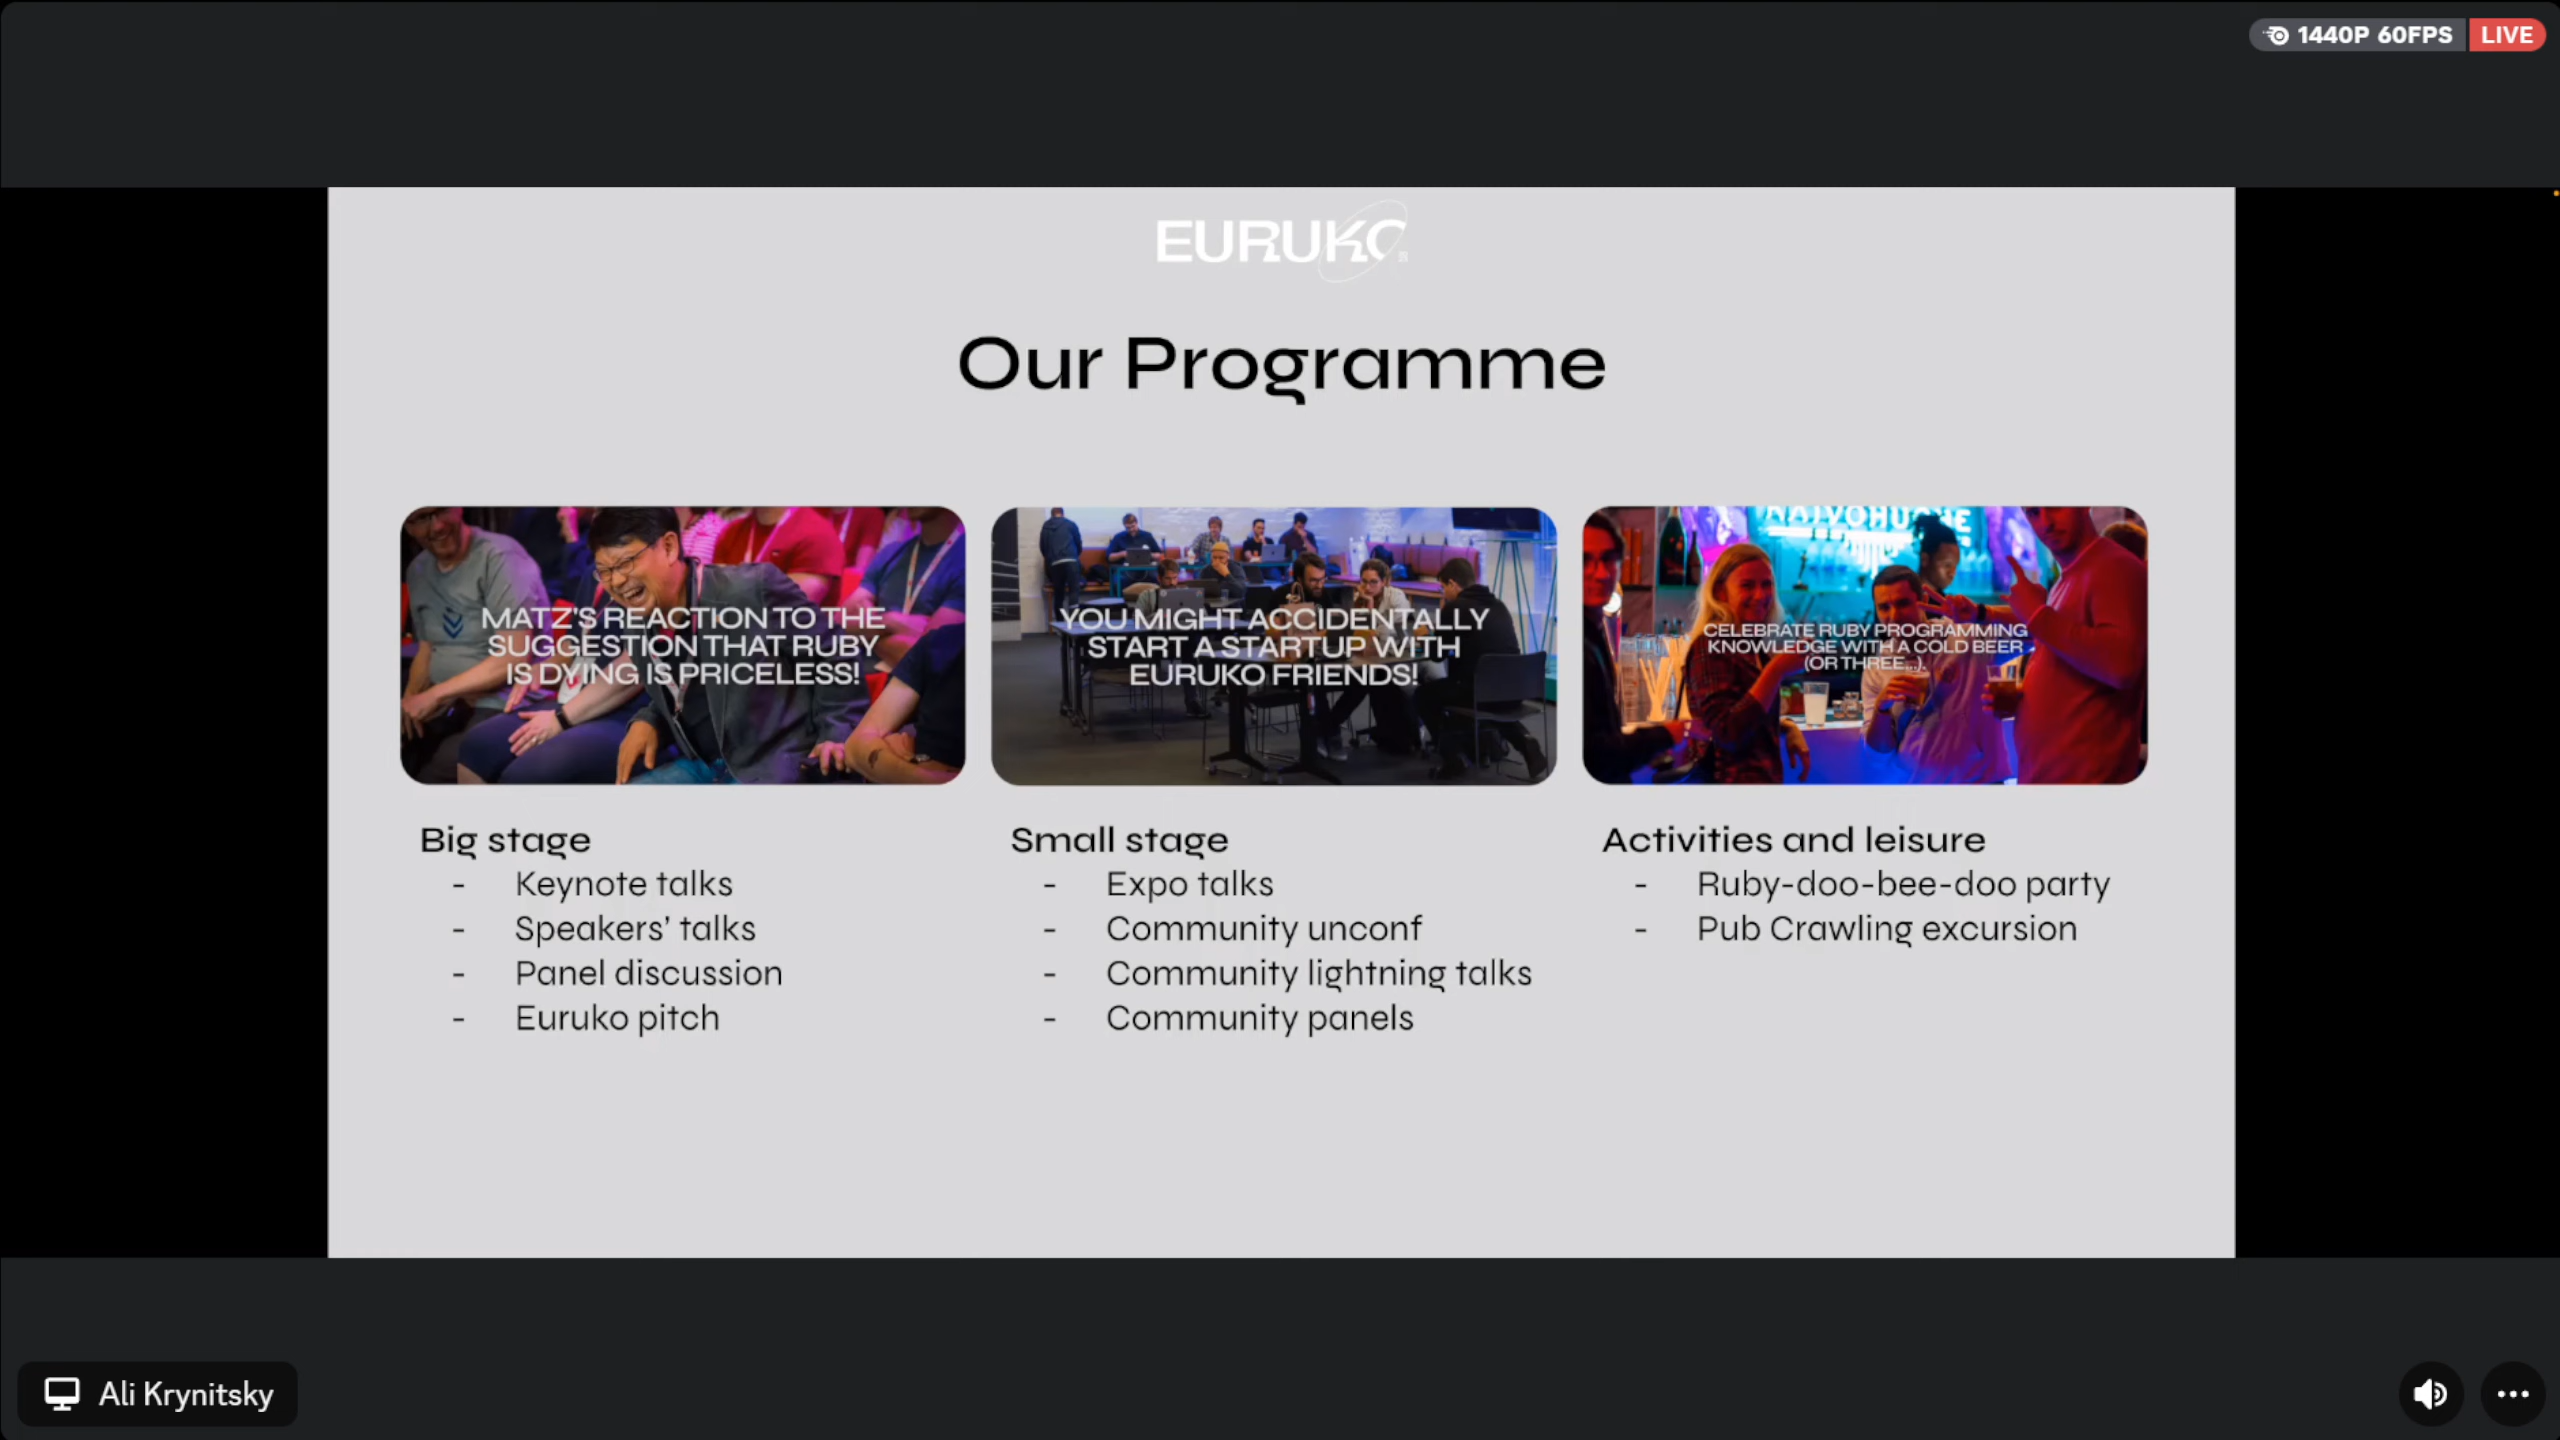 1440P 60FPS LIVE
EURUKO
Our Programme
MATZ'S REACTION TO THE
SUGGESTION THAT RUBY
IS DYING IS PRICELESS!
YOU MIGHT ACCIDENTALLY
START A STARTUP WITH
EURUKO FRIENDS!
CELEBRATE RUBY PROGRAMMING
KNOWLEDGE WITH A COLD BEER
(OR THREE...).
Big stage
- Keynote talks
- Speakers' talks
- Panel discussion
- Euruko pitch
Small stage
- Expo talks
- Community unconf
- Community lightning talks
- Community panels
Activities and leisure
- Ruby-doo-bee-doo party
- Pub Crawling excursion
Ali Krynitsky